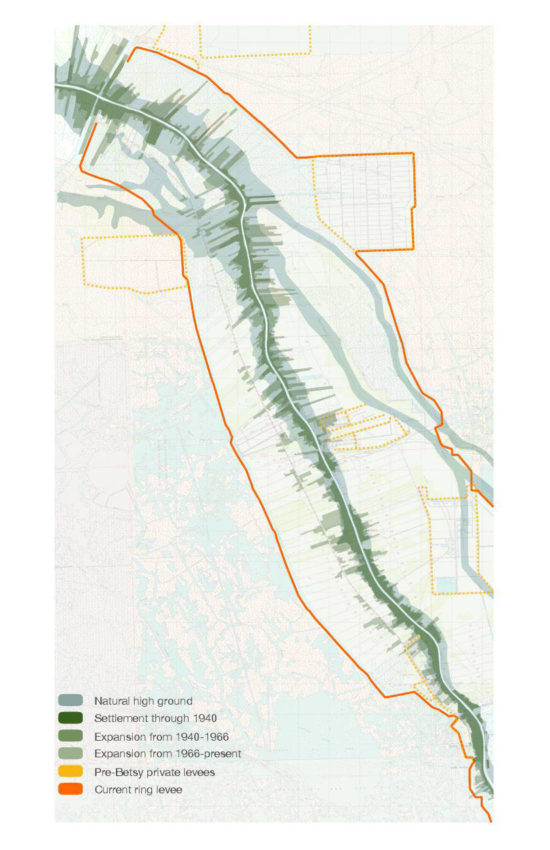 Natural high ground
Settlement through 1940
Expansion from 1940-1966
Expansion from 1966-present
Pre-Betsy private levees
Current ring levee